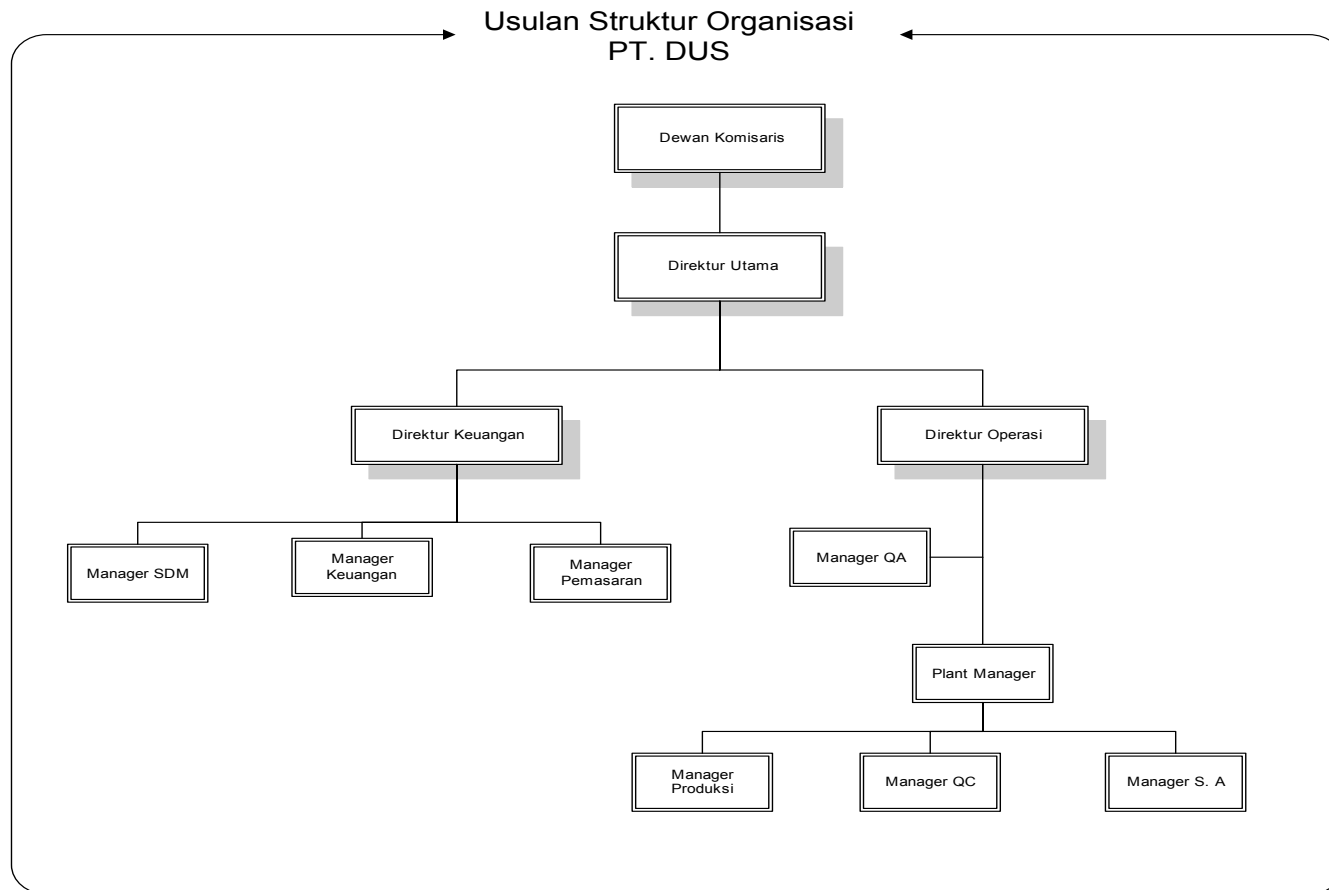 Usulan Struktur Organisasi
PT. DUS
Dewan Komisaris
Direktur Utama
Direktur Keuangan
Direktur Operasi
Manager SDM
Manager
Keuangan
Manager
Pemasaran
Manager QA
Plant Manager
Manager
Produksi
Manager QC
Manager S. A